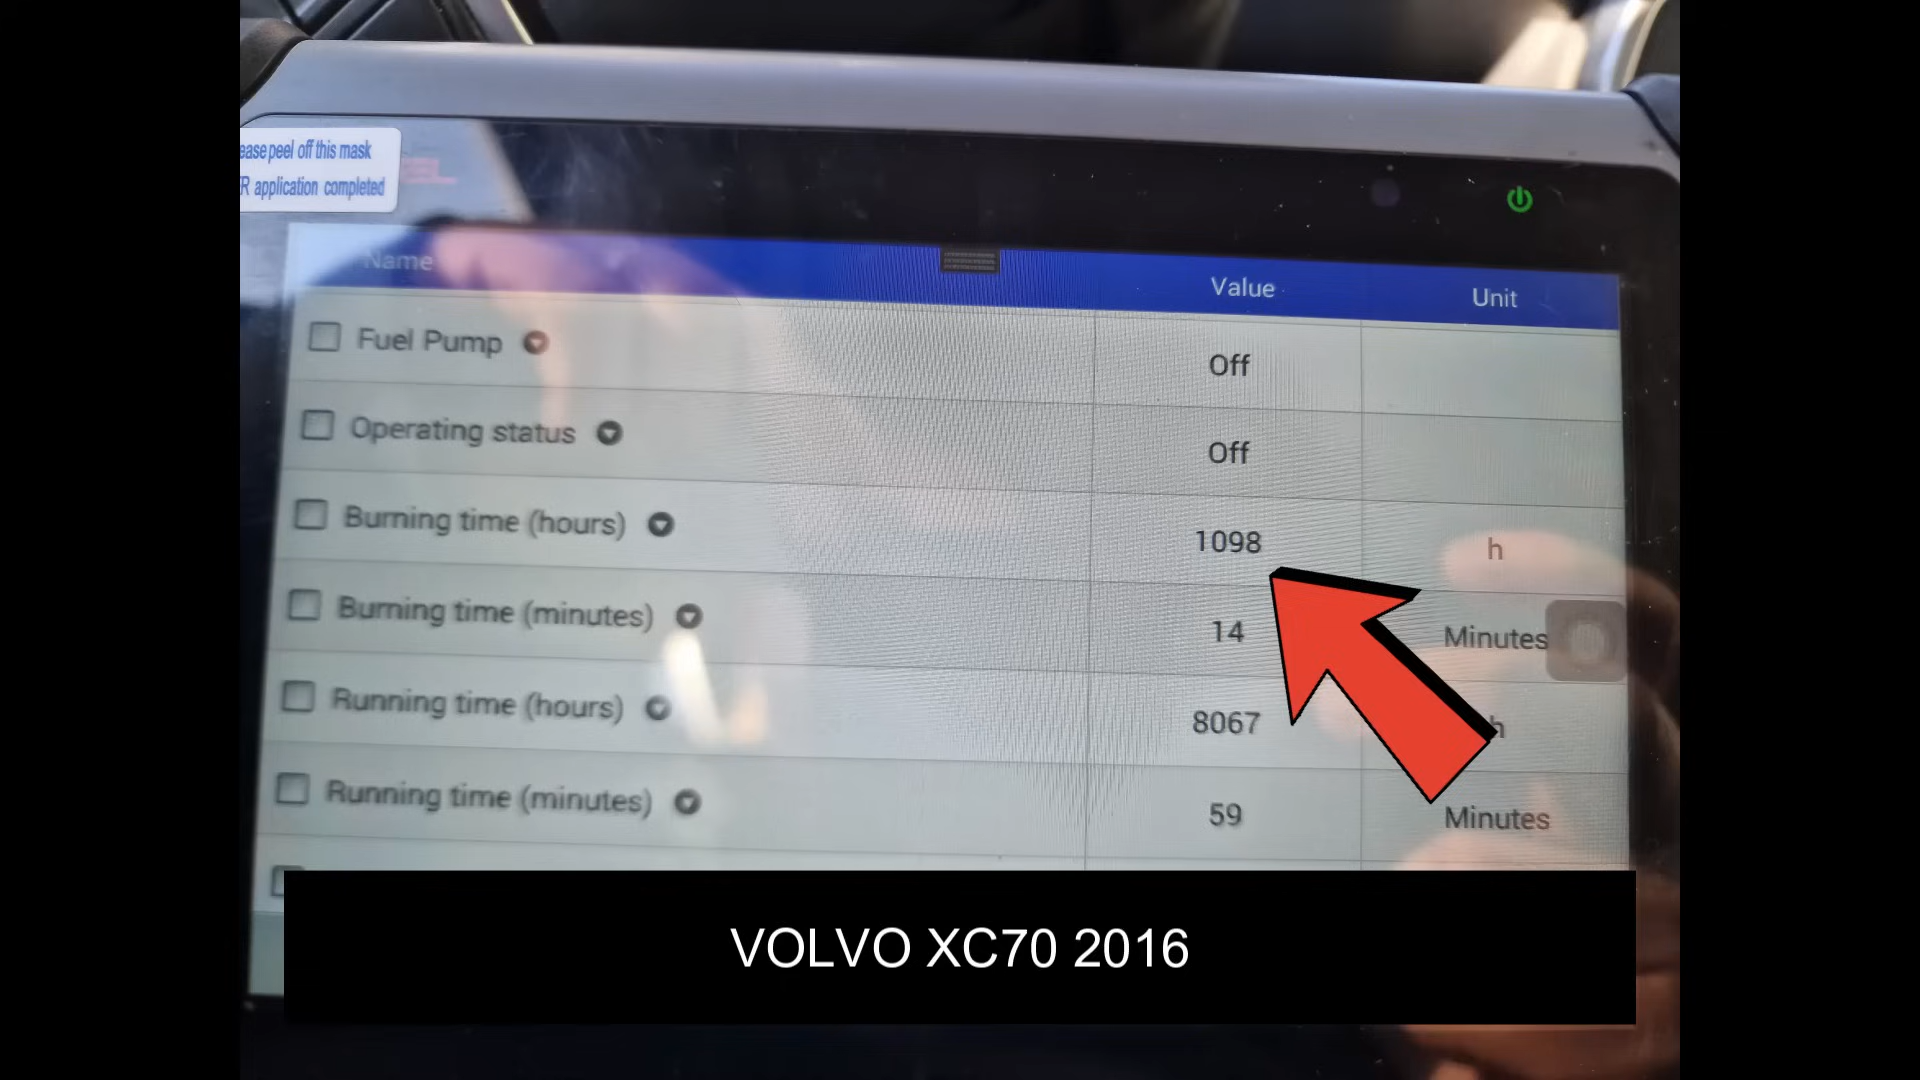 ease peel off this mask
R application completed
Name Value Unit
Fuel Pump Off
Operating status Off
Burning time (hours) 1098 h
Burning time (minutes) 14 Minutes
Running time (hours) 8067 h
Running time (minutes) 59 Minutes
VOLVO XC70 2016